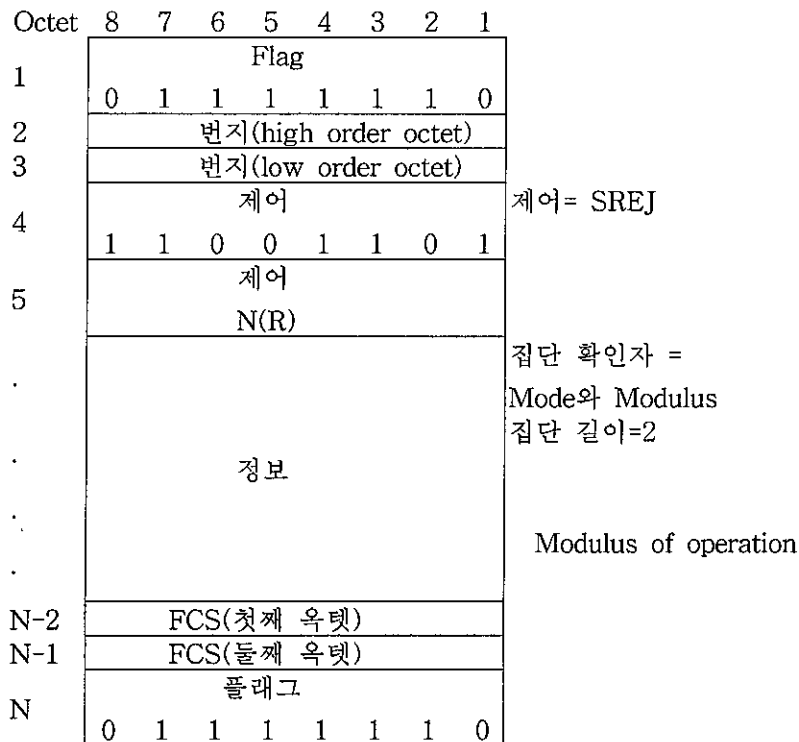 Octet 8 7 6 5 4 3 2 1
1 Flag
0 1 1 1 1 1 1 0
2 번지(high order octet)
3 번지(low order octet)
4 제어 제어= SREJ
1 1 0 0 1 1 0 1
5 제어
N(R)
집단 확인자 =
Mode와 Modulus
집단 길이=2
정보
Modulus of operation
N-2 FCS(첫째 옥텟)
N-1 FCS(둘째 옥텟)
N 플래그
0 1 1 1 1 1 1 0